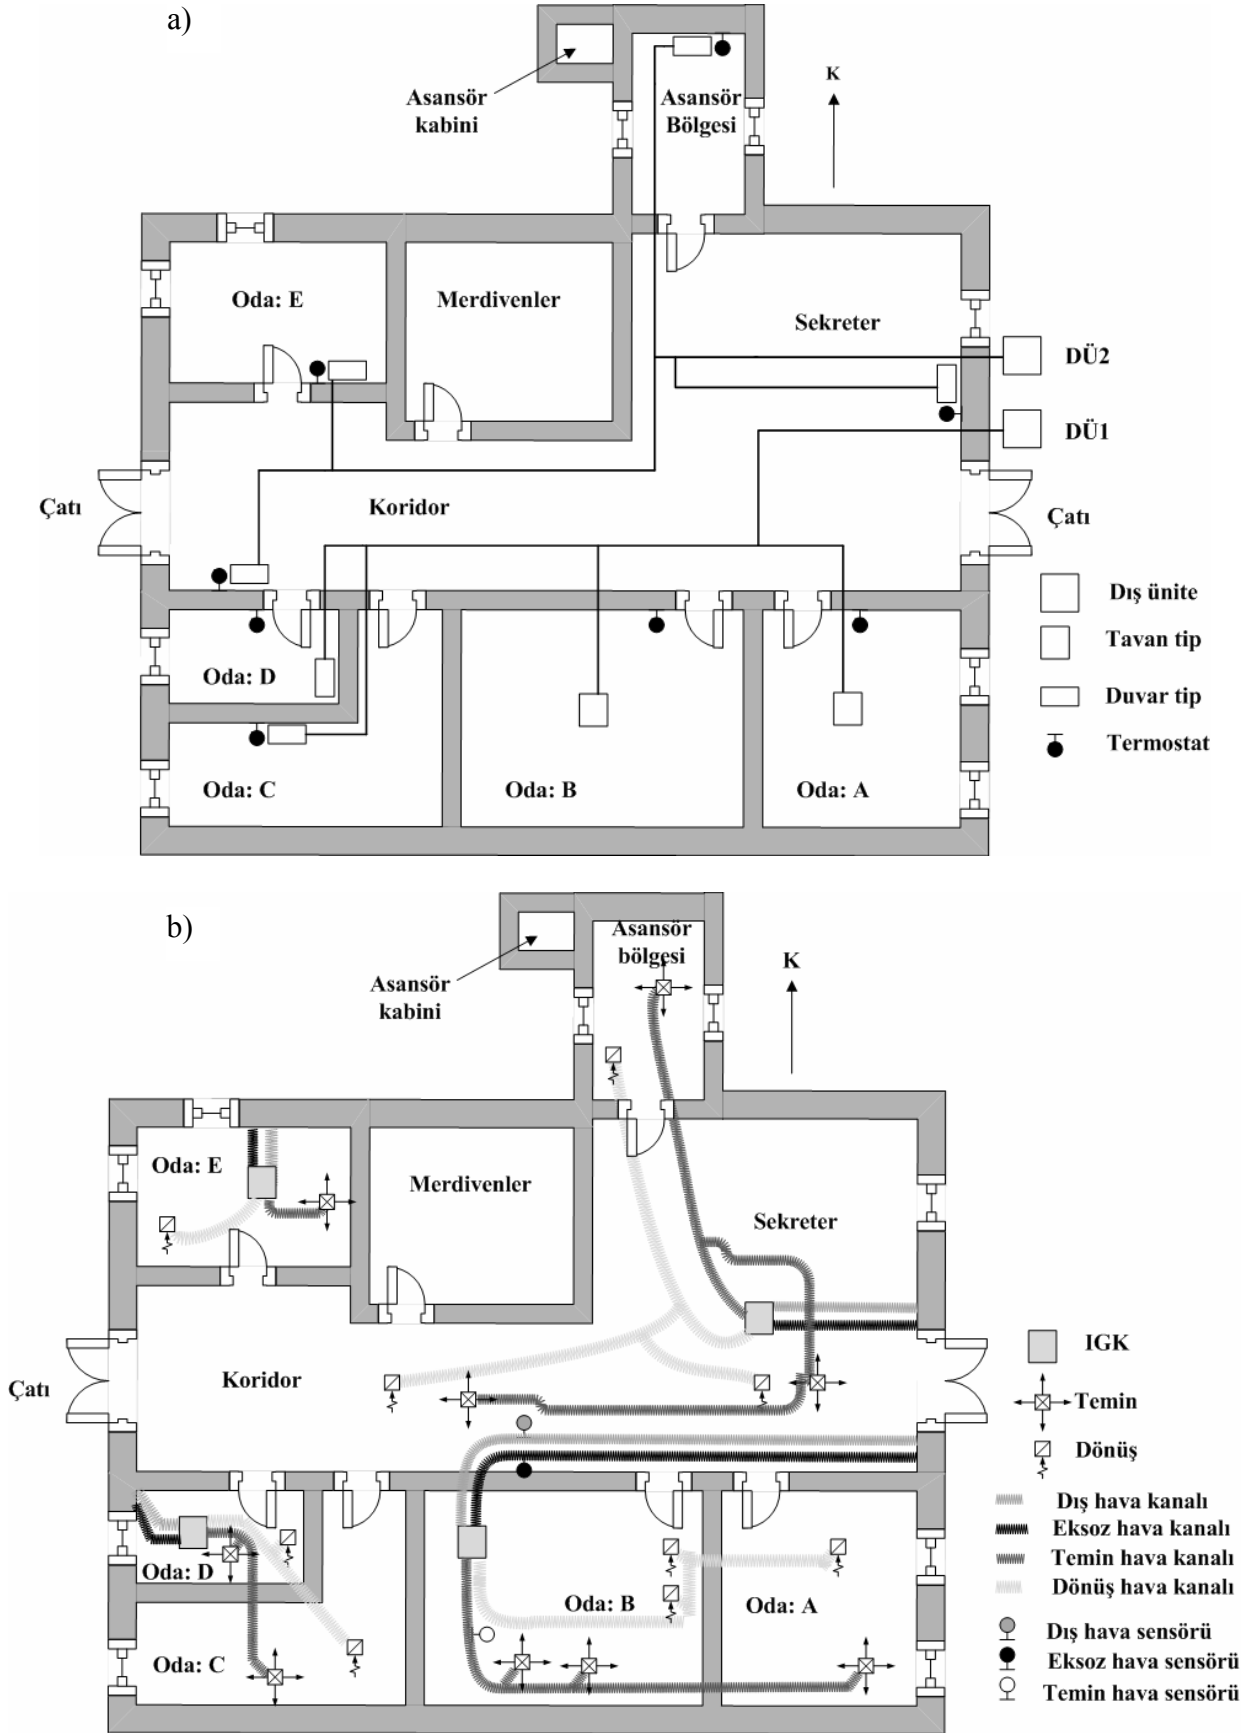 a)
Asansör
kabini
Asansör
Bölgesi
K
Oda: E
Merdivenler
Sekreter
DÜ2
DÜ1
Çatı
Koridor
Çatı
Oda: D
Oda: C
Oda: B
Oda: A
Dış ünite
Tavan tip
Duvar tip
Termostat
b)
Asansör
kabini
Asansör
bölgesi
K
Oda: E
Merdivenler
Sekreter
Çatı
Koridor
Oda: D
Oda: C
Oda: B
Oda: A
IGK
Temin
Dönüş
Dış hava kanalı
Eksoz hava kanalı
Temin hava kanalı
Dönüş hava kanalı
Dış hava sensörü
Eksoz hava sensörü
Temin hava sensörü